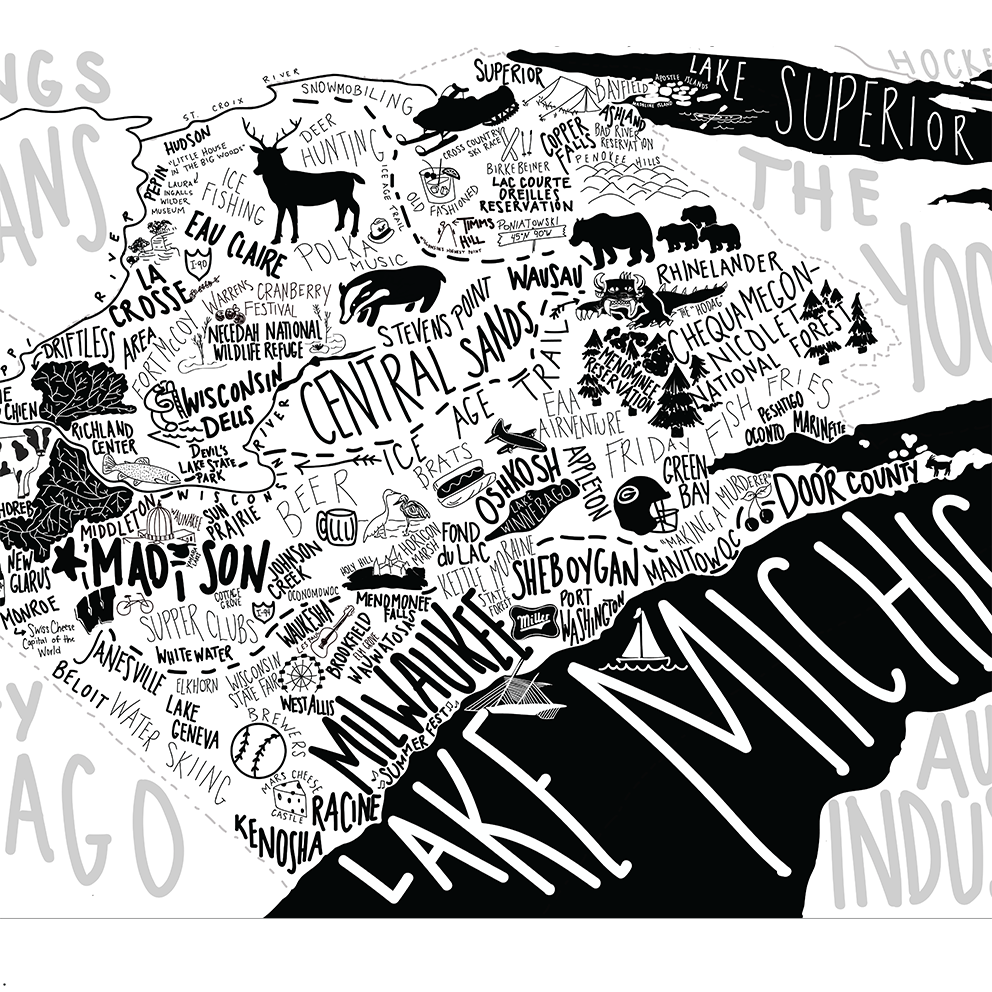 NGS
ANS
ST. CROIX
RIVER
SNOWMOBILING
SUPERIOR
BAYFIELD
APOSTLE ISLANDS
MADELINE ISLAND
LAKE SUPERIOR
HOCKE
THE
YOO
HUDSON
"LITTLE HOUSE
IN THE BIG WOODS"
PEPIN
LAURA
INGALLS
WILDER
MUSEUM
DEER
HUNTING
ICE
FISHING
ICE AGE TRAIL
CROSS COUNTRY
SKI RACE
BIRKEBEINER
OLD FASHIONED
COPPER
FALLS
ASHLAND
BAD RIVER
RESERVATION
PENOKEE HILLS
LAC COURTE
OREILLES
RESERVATION
TIMMS
HILL
PONIATOWSKI
45°N 90°W
EAU CLAIRE
POLKA
MUSIC
I-90
LA
CROSSE
RIVER
WAUSAU
RHINELANDER
THE "HODAG"
CHEQUAMEGON-
NICOLET
NATIONAL FOREST
WARRENS CRANBERRY
FESTIVAL
NECEDAH NATIONAL
WILDLIFE REFUGE
FORT MCCOY
DRIFTLESS AREA
STEVENS POINT
CENTRAL SANDS
TRAIL
AGE
ICE
MENOMINEE
RESERVATION
WISCONSIN
DELLS
RIVER
WISCONSIN
CHIEN
RICHLAND
CENTER
DEVIL'S
LAKE STATE
PARK
EAA
AIRVENTURE
FRIDAY FISH FRIES
PESHTIGO
OCONTO MARINETTE
BEER
BRATS
OSHKOSH
WINNEBAGO
APPLETON
GREEN
BAY
G
"MAKING A MURDERER"
DOOR COUNTY
HOREB
MIDDLETON
WAUNAKEE
SUN
PRAIRIE
MADISON
NEW
GLARUS
MONROE
Swiss Cheese
Capital of the
World
JOHNSON
CREEK
COTTAGE
GROVE
I-94
OCONOMOWOC
HOLY HILL
HORICON
MARSH
FOND
du LAC
KETTLE MORAINE
STATE
FOREST
SHEBOYGAN
MANITOWOC
PORT
WASHINGTON
Miller
MENOMONEE
FALLS
SUPPER CLUBS
WHITEWATER
WAUKESHA
BROOKFIELD
ELM GROVE
WAUWATOSA
MILWAUKEE
SUMMERFEST
JANESVILLE
BELOIT
WATER SKIING
ELKHORN
WISCONSIN
STATE FAIR
WEST ALLIS
LAKE
GENEVA
BREWERS
MARS CHEESE
CASTLE
RACINE
KENOSHA
LAKE MICHIG
Y
AGO
AU
INDUS